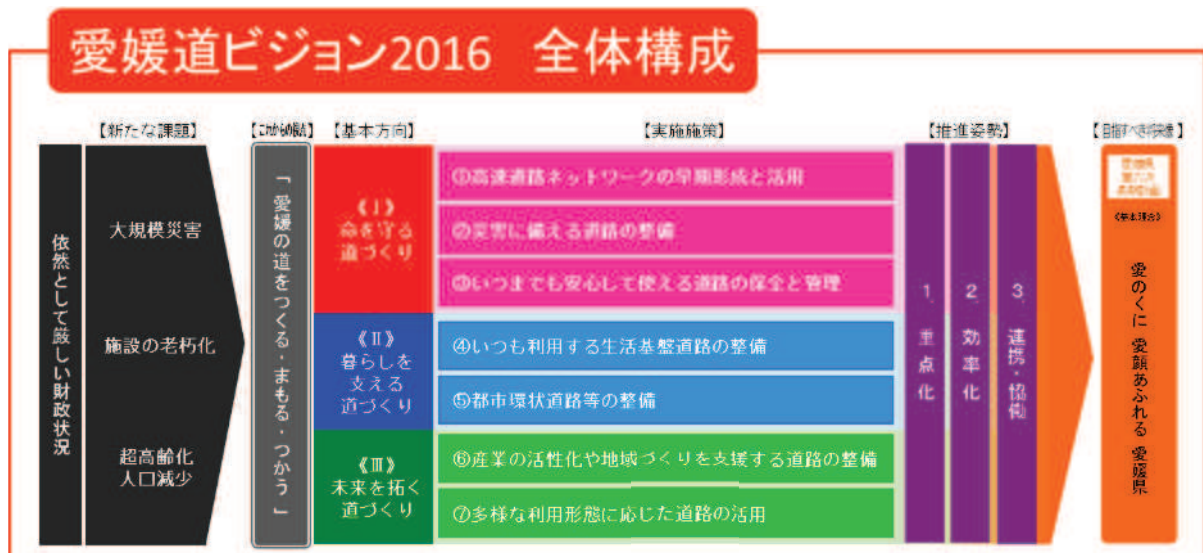 愛媛道ビジョン2016 全体構成
【新たな課題】
【基本方向】
【実施施策】
【推進姿勢】
依然として厳しい財政状況
大規模災害
施設の老朽化
超高齢化
人口減少
「愛媛の道をつくる・まもる・つかう」
《Ⅰ》
命を守る
道づくり
《Ⅱ》
暮らしを
支える
道づくり
《Ⅲ》
未来を拓く
道づくり
①高速道路ネットワークの早期形成と活用
②災害に備える道路の整備
③いつまでも安心して使える道路の保全と管理
④いつも利用する生活基盤道路の整備
⑤都市環状道路等の整備
⑥産業の活性化や地域づくりを支援する道路の整備
⑦多様な利用形態に応じた道路の活用
1.重点化
2.効率化
3.連携・協働
《基本理念》
愛のくに 愛顔あふれる 愛媛県